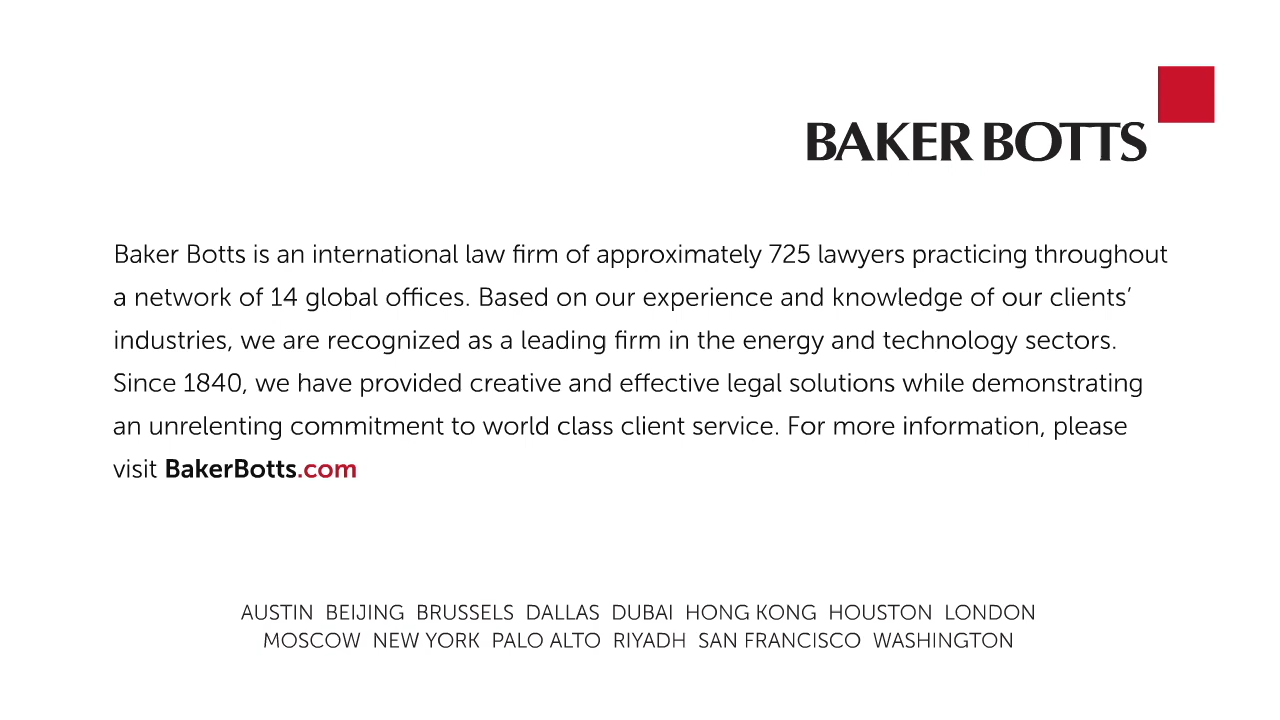 BAKER BOTTS
Baker Botts is an international law firm of approximately 725 lawyers practicing throughout
a network of 14 global offices. Based on our experience and knowledge of our clients’
industries, we are recognized as a leading firm in the energy and technology sectors.
Since 1840, we have provided creative and effective legal solutions while demonstrating
an unrelenting commitment to world class client service. For more information, please
visit BakerBotts.com
AUSTIN BEIJING BRUSSELS DALLAS DUBAI HONG KONG HOUSTON LONDON
MOSCOW NEW YORK PALO ALTO RIYADH SAN FRANCISCO WASHINGTON